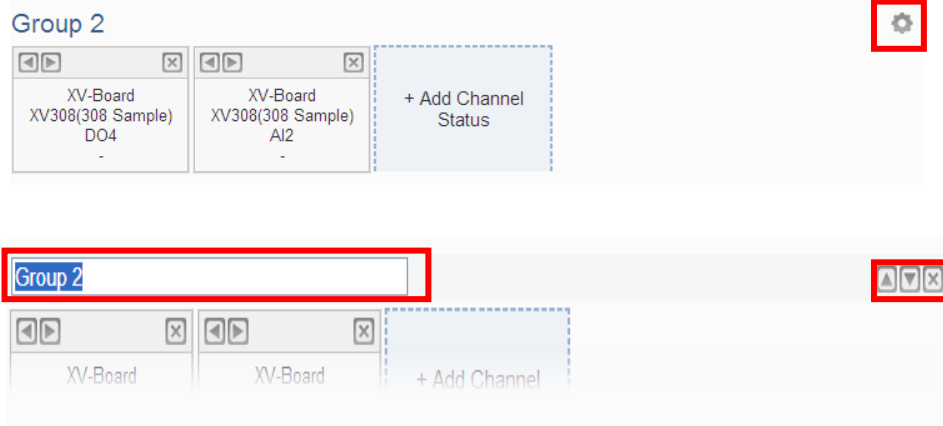 Group 2
XV-Board
XV308(308 Sample)
DO4
-
XV-Board
XV308(308 Sample)
AI2
-
+ Add Channel
Status
Group 2
XV-Board
XV-Board
+ Add Channel